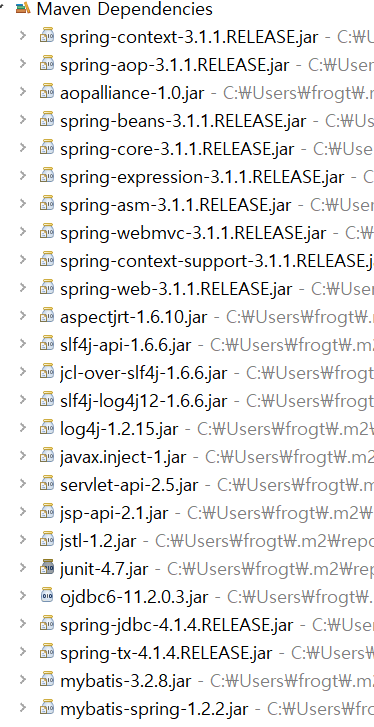 Maven Dependencies
spring-context-3.1.1.RELEASE.jar - C:₩U
spring-aop-3.1.1.RELEASE.jar - C:₩Users
aopalliance-1.0.jar - C:₩Users₩frogt₩.
spring-beans-3.1.1.RELEASE.jar - C:₩Us
spring-core-3.1.1.RELEASE.jar - C:₩Use
spring-expression-3.1.1.RELEASE.jar - C
spring-asm-3.1.1.RELEASE.jar - C:₩User
spring-webmvc-3.1.1.RELEASE.jar - C:₩
spring-context-support-3.1.1.RELEASE.j
spring-web-3.1.1.RELEASE.jar - C:₩User
aspectjrt-1.6.10.jar - C:₩Users₩frogt₩.r
slf4j-api-1.6.6.jar - C:₩Users₩frogt₩.m
jcl-over-slf4j-1.6.6.jar - C:₩Users₩frogt
slf4j-log4j12-1.6.6.jar - C:₩Users₩frogt
log4j-1.2.15.jar - C:₩Users₩frogt₩.m2₩
javax.inject-1.jar - C:₩Users₩frogt₩.m2
servlet-api-2.5.jar - C:₩Users₩frogt₩.m
jsp-api-2.1.jar - C:₩Users₩frogt₩.m2₩
jstl-1.2.jar - C:₩Users₩frogt₩.m2₩repo
junit-4.7.jar - C:₩Users₩frogt₩.m2₩rep
ojdbc6-11.2.0.3.jar - C:₩Users₩frogt₩.
spring-jdbc-4.1.4.RELEASE.jar - C:₩User
spring-tx-4.1.4.RELEASE.jar - C:₩Users₩
mybatis-3.2.8.jar - C:₩Users₩frogt₩.m
mybatis-spring-1.2.2.jar - C:₩Users₩fro